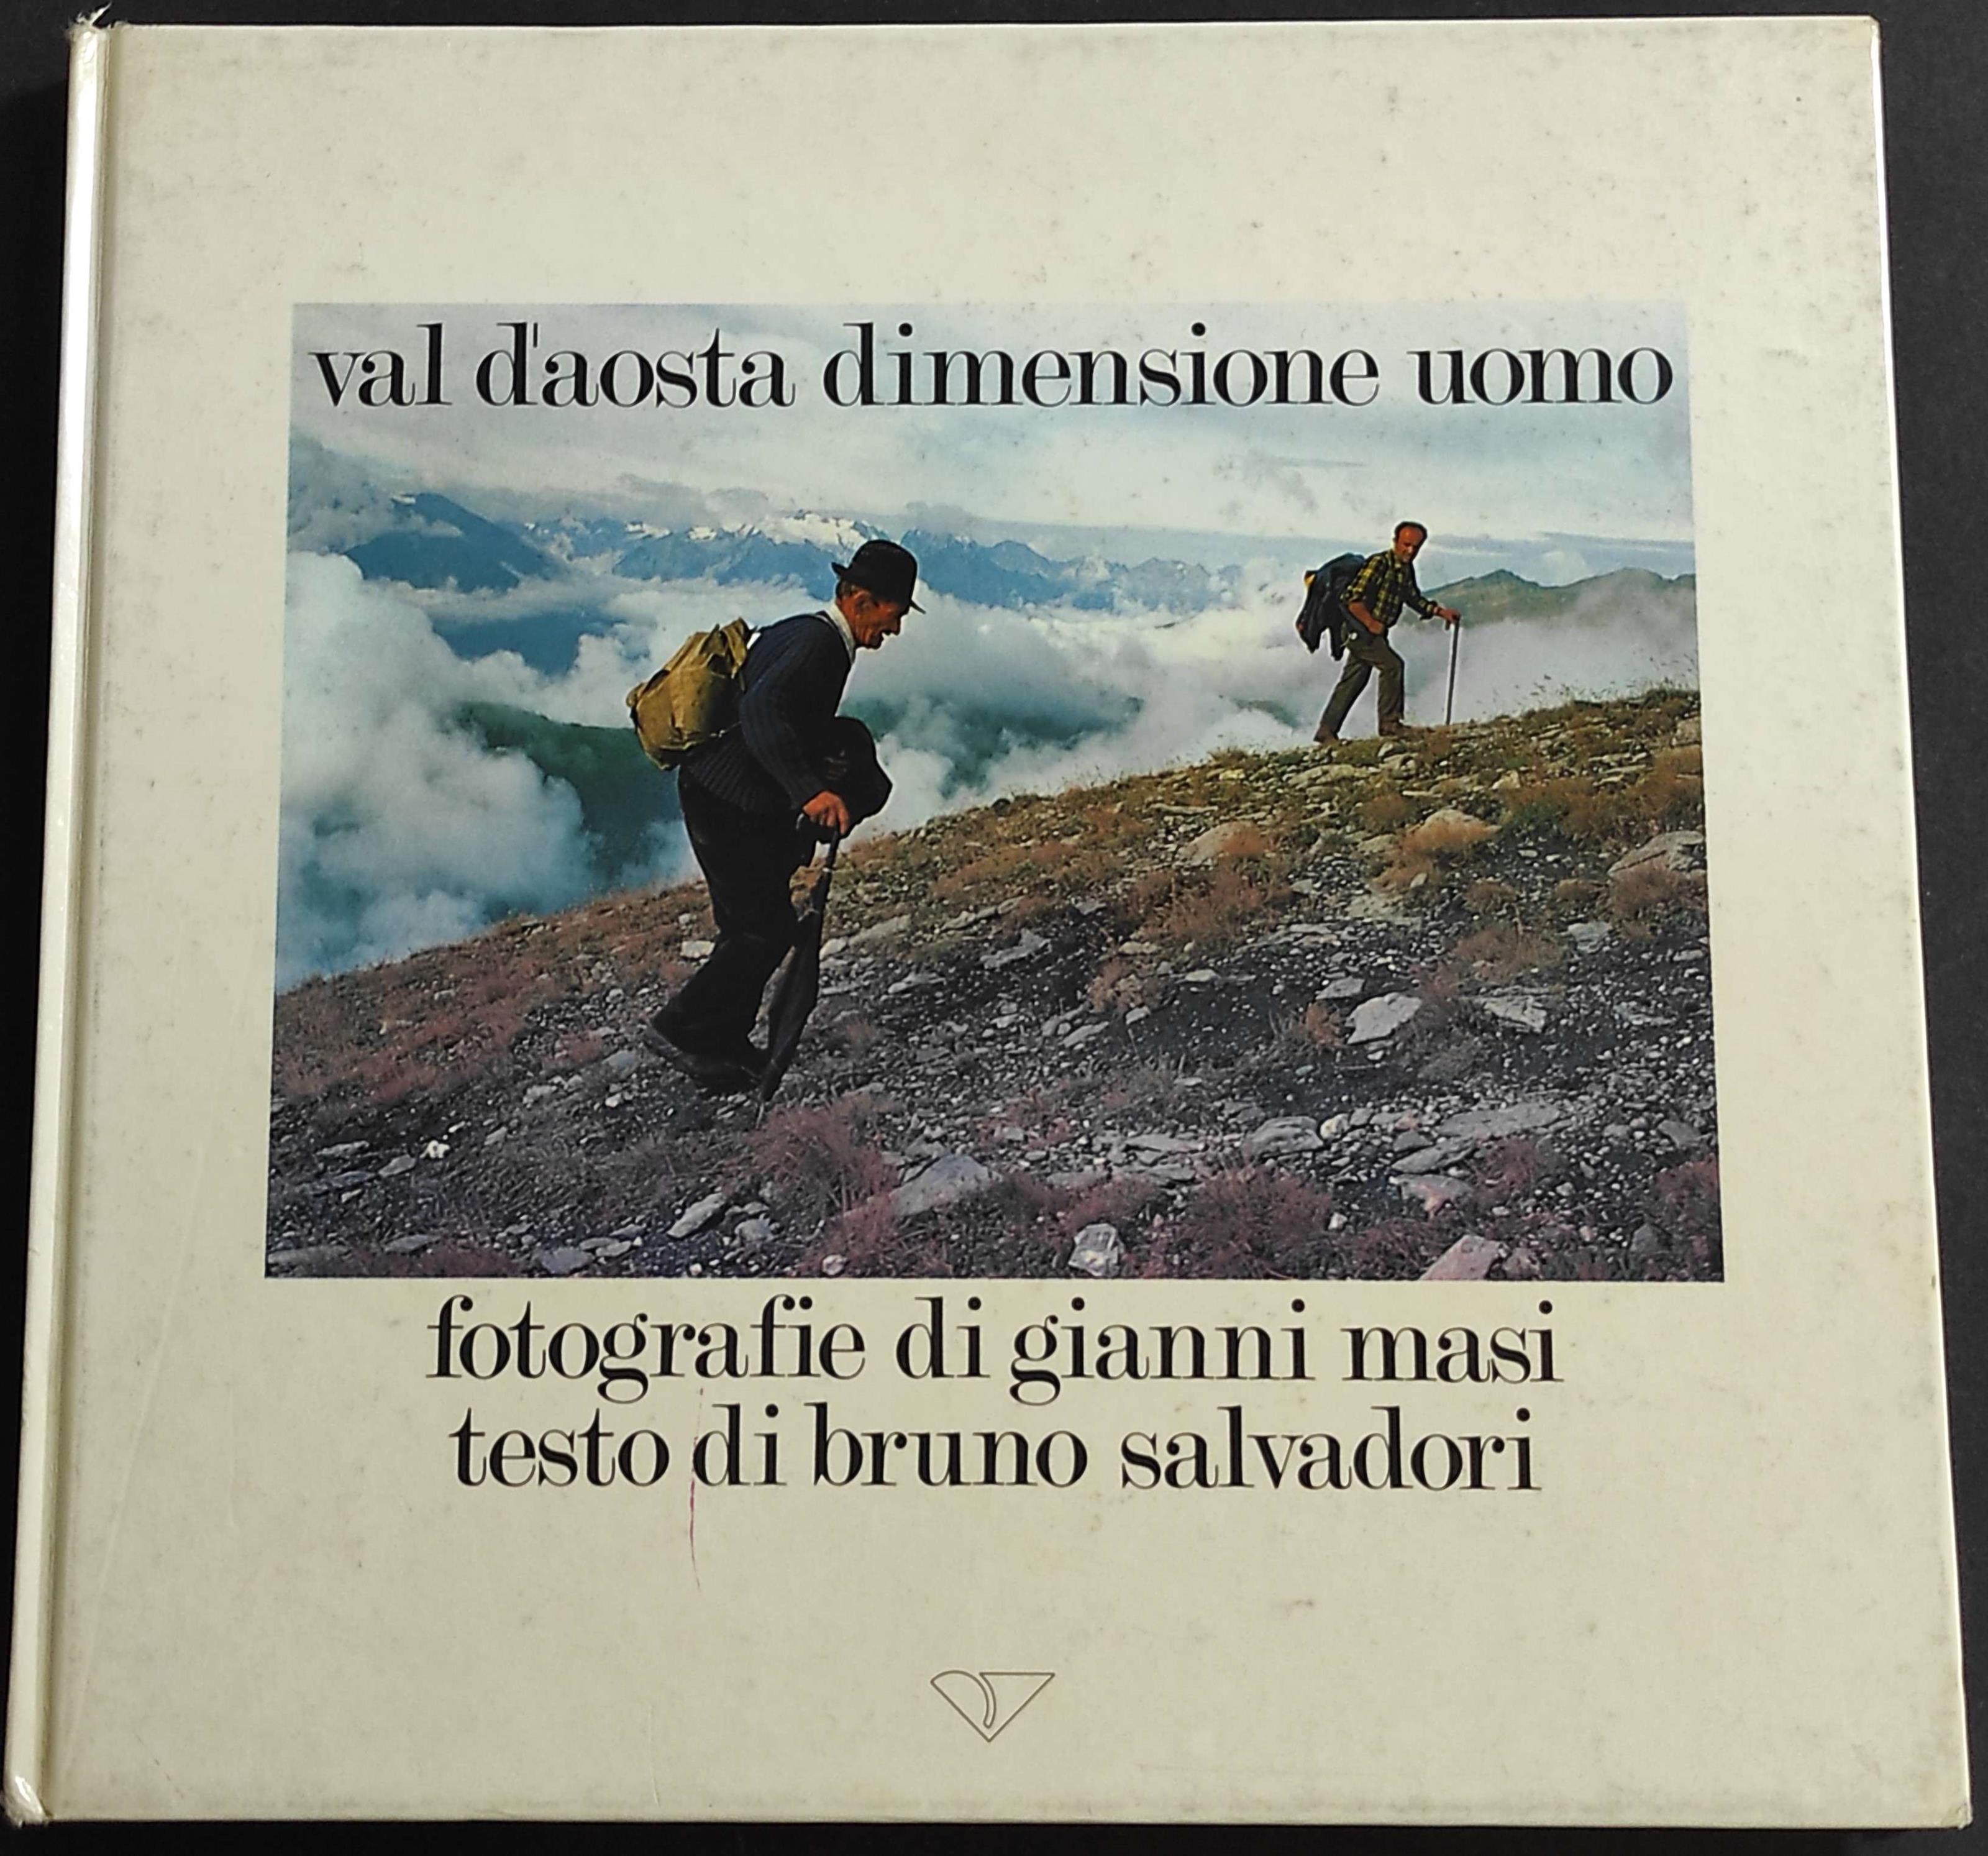 val d'aosta dimensione uomo
fotografie di gianni masi
testo di bruno salvadori